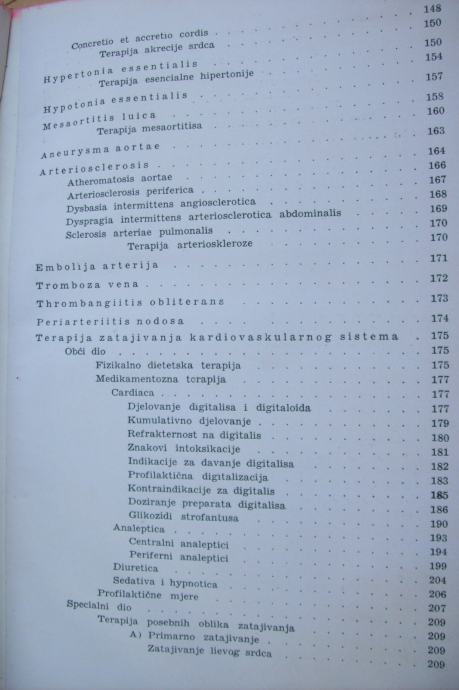 Concretio et accretio cordis . . . . . . . . . . 148
Terapija akrecije srdca . . . . . . . . . . 150
Hypertonia essentialis . . . . . . . . . . 150
Terapija esencialne hipertonije . . . . . . . . . . 154
Hypotonia essentialis . . . . . . . . . . 157
Mesaortitis luica . . . . . . . . . . 158
Terapija mesaortitisa . . . . . . . . . . 160
Aneurysma aortae . . . . . . . . . . 163
Arteriosclerosis . . . . . . . . . . 164
Atheromatosis aortae . . . . . . . . . . 166
Arteriosclerosis periferica . . . . . . . . . . 167
Dysbasia intermittens angiosclerotica . . . . . . . . 168
Dyspragia intermittens arteriosclerotica abdominalis . . . . . 169
Sclerosis arteriae pulmonalis . . . . . . . . . . 170
Terapija arterioskleroze . . . . . . . . . . 170
Embolija arterija . . . . . . . . . . 171
Tromboza vena . . . . . . . . . . 172
Thrombangiitis obliterans . . . . . . . . . . 173
Periarteriitis nodosa . . . . . . . . . . 174
Terapija zatajivanja kardiovaskularnog sistema . 175
Obći dio . . . . . . . . . . 175
Fizikalno dietetska terapija . . . . . . . . . . 175
Medikamentozna terapija . . . . . . . . . . 177
Cardiaca . . . . . . . . . . 177
Djelovanje digitalisa i digitaloida . . . . . . . 177
Kumulativno djelovanje . . . . . . . . . . 179
Refrakternost na digitalis . . . . . . . . . . 180
Znakovi intoksikacije . . . . . . . . . . 181
Indikacije za davanje digitalisa . . . . . . . . 182
Profilaktična digitalizacija . . . . . . . . . . 183
Kontraindikacije za digitalis . . . . . . . . . . 185
Doziranje preparata digitalisa . . . . . . . . . . 186
Glikozidi strofantusa . . . . . . . . . . 190
Analeptica . . . . . . . . . . 193
Centralni analeptici . . . . . . . . . . 194
Periferni analeptici . . . . . . . . . . 199
Diuretica . . . . . . . . . . 204
Sedativa i hypnotica . . . . . . . . . . 206
Profilaktične mjere . . . . . . . . . . 207
Specialni dio . . . . . . . . . . 209
Terapija posebnih oblika zatajivanja . . . . . . . . 209
A) Primarno zatajivanje . . . . . . . . . . 209
Zatajivanje lievog srdca . . . . . . . . . . 209